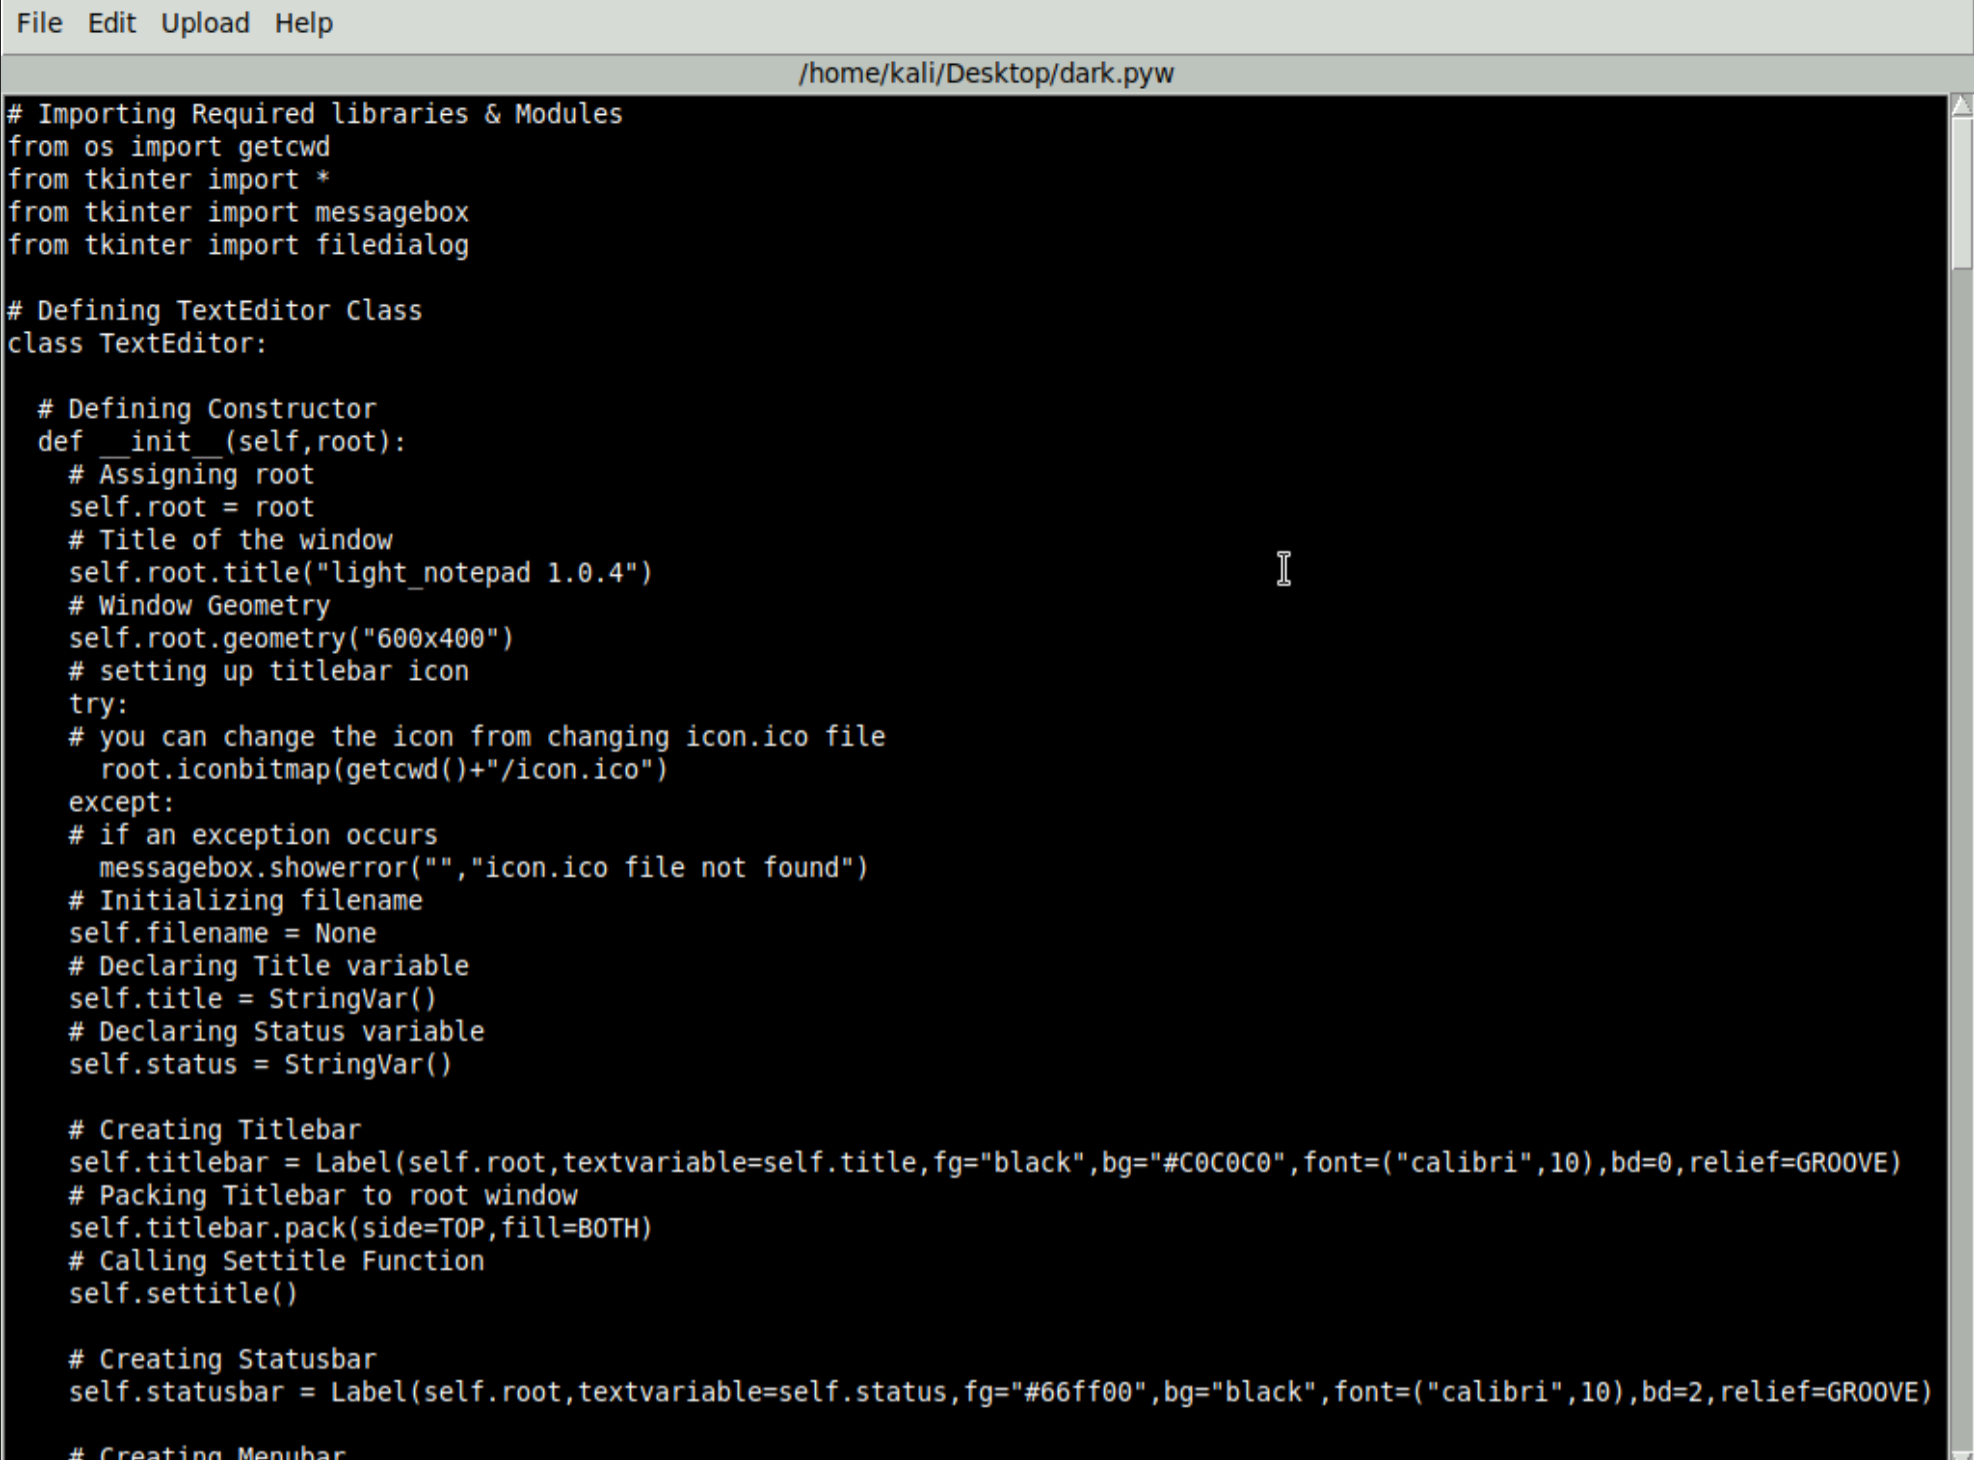 File Edit Upload Help
/home/kali/Desktop/dark.pyw
# Importing Required libraries & Modules
from os import getcwd
from tkinter import *
from tkinter import messagebox
from tkinter import filedialog

# Defining TextEditor Class
class TextEditor:

  # Defining Constructor
  def __init__(self,root):
    # Assigning root
    self.root = root
    # Title of the window
    self.root.title("light_notepad 1.0.4")
    # Window Geometry
    self.root.geometry("600x400")
    # setting up titlebar icon
    try:
    # you can change the icon from changing icon.ico file
      root.iconbitmap(getcwd()+"/icon.ico")
    except:
    # if an exception occurs
      messagebox.showerror("","icon.ico file not found")
    # Initializing filename
    self.filename = None
    # Declaring Title variable
    self.title = StringVar()
    # Declaring Status variable
    self.status = StringVar()

    # Creating Titlebar
    self.titlebar = Label(self.root,textvariable=self.title,fg="black",bg="#C0C0C0",font=("calibri",10),bd=0,relief=GROOVE)
    # Packing Titlebar to root window
    self.titlebar.pack(side=TOP,fill=BOTH)
    # Calling Settitle Function
    self.settitle()

    # Creating Statusbar
    self.statusbar = Label(self.root,textvariable=self.status,fg="#66ff00",bg="black",font=("calibri",10),bd=2,relief=GROOVE)

    # Creating Menubar